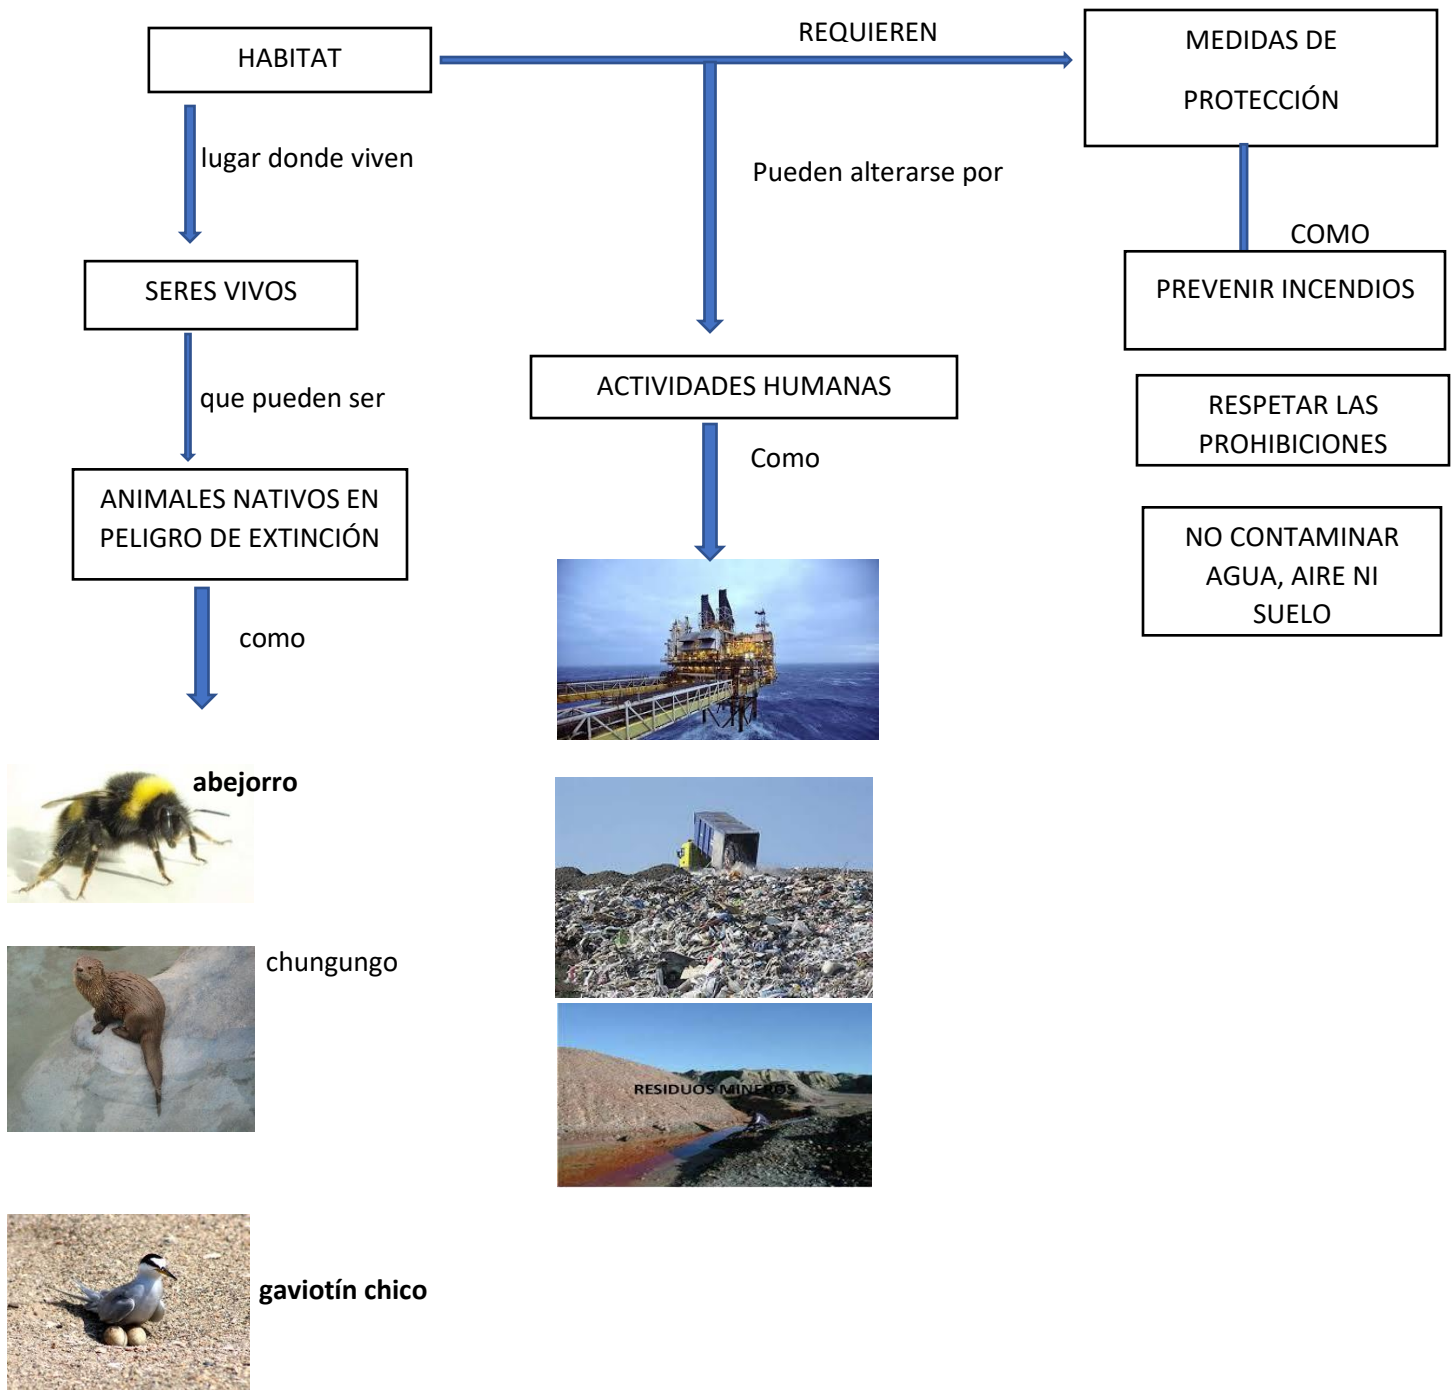 HABITAT
REQUIEREN
MEDIDAS DE
PROTECCIÓN
lugar donde viven
Pueden alterarse por
COMO
SERES VIVOS
PREVENIR INCENDIOS
que pueden ser
ACTIVIDADES HUMANAS
RESPETAR LAS
PROHIBICIONES
Como
ANIMALES NATIVOS EN
PELIGRO DE EXTINCIÓN
NO CONTAMINAR
AGUA, AIRE NI
SUELO
como
abejorro
chungungo
RESIDUOS MINEROS
gaviotín chico